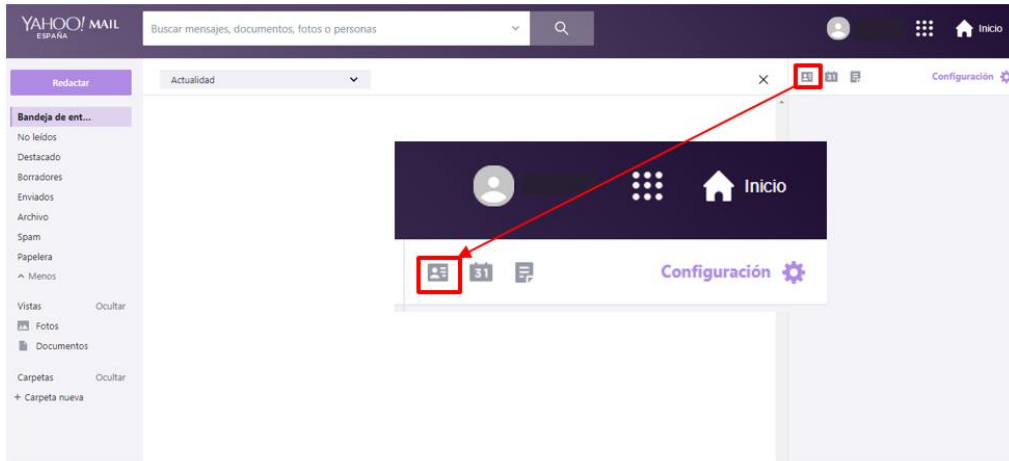 YAHOO! MAIL
ESPAÑA
Buscar mensajes, documentos, fotos o personas
Inicio
Redactar
Actualidad
31
Configuración
Bandeja de ent...
No leídos
Destacado
Borradores
Enviados
Archivo
Spam
Papelera
Menos
Vistas Ocultar
Fotos
Documentos
Carpetas Ocultar
+ Carpeta nueva
Inicio
31
Configuración